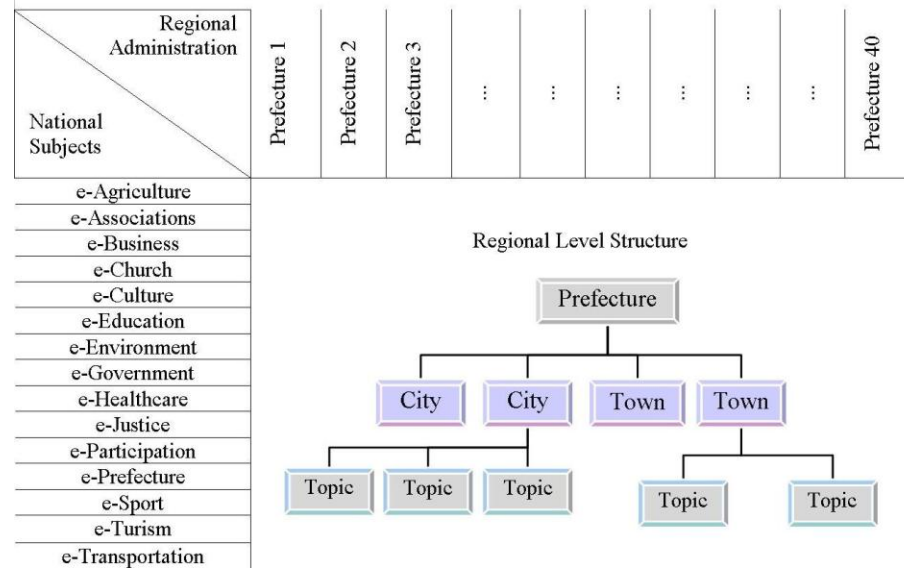 Regional
Administration
National
Subjects
Prefecture 1
Prefecture 2
Prefecture 3
...
...
...
...
...
...
Prefecture 40
e-Agriculture
e-Associations
e-Business
e-Church
e-Culture
e-Education
e-Environment
e-Government
e-Healthcare
e-Justice
e-Participation
e-Prefecture
e-Sport
e-Turism
e-Transportation
Regional Level Structure
Prefecture
City City Town Town
Topic Topic Topic
Topic Topic